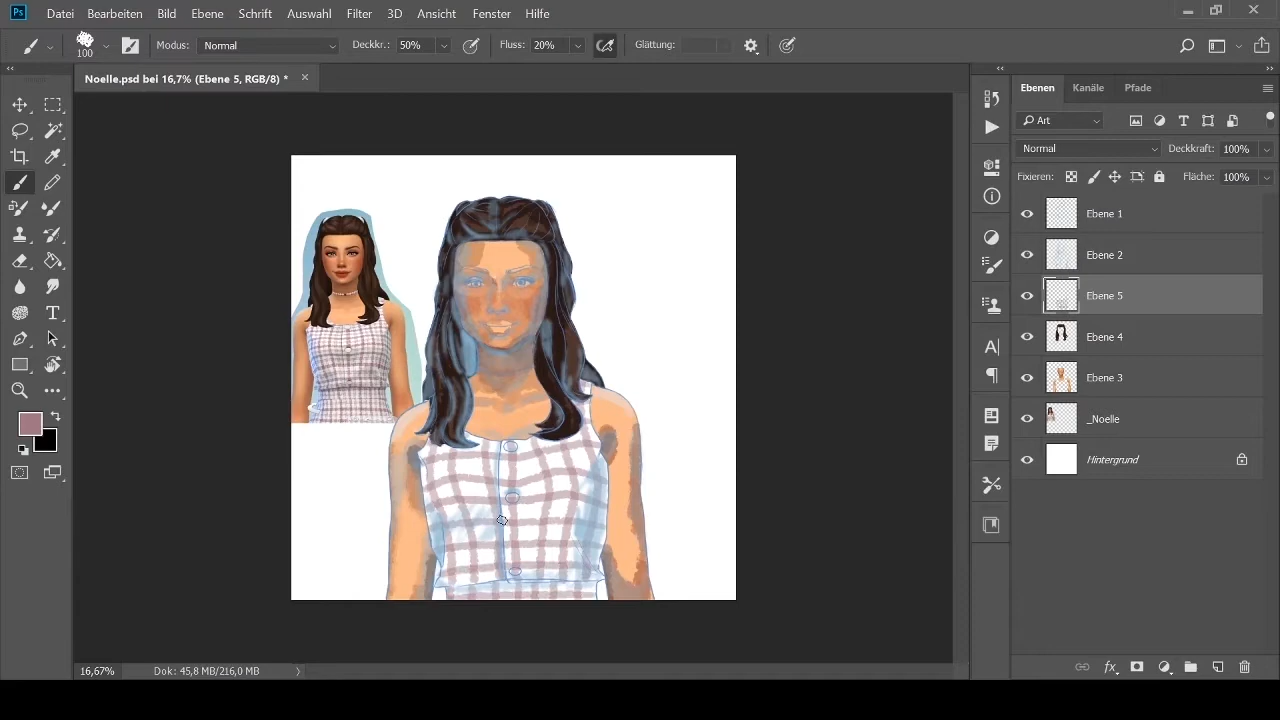 Ps Datei Bearbeiten Bild Ebene Schrift Auswahl Filter 3D Ansicht Fenster Hilfe
100 Modus: Normal Deckkr.: 50% Fluss: 20% Glättung:
Noelle.psd bei 16,7% (Ebene 5, RGB/8) *
Ebenen Kanäle Pfade
Art
Normal Deckkraft: 100%
Fixieren: Fläche: 100%
Ebene 1
Ebene 2
Ebene 5
Ebene 4
Ebene 3
_Noelle
Hintergrund
16,67% Dok: 45,8 MB/216,0 MB